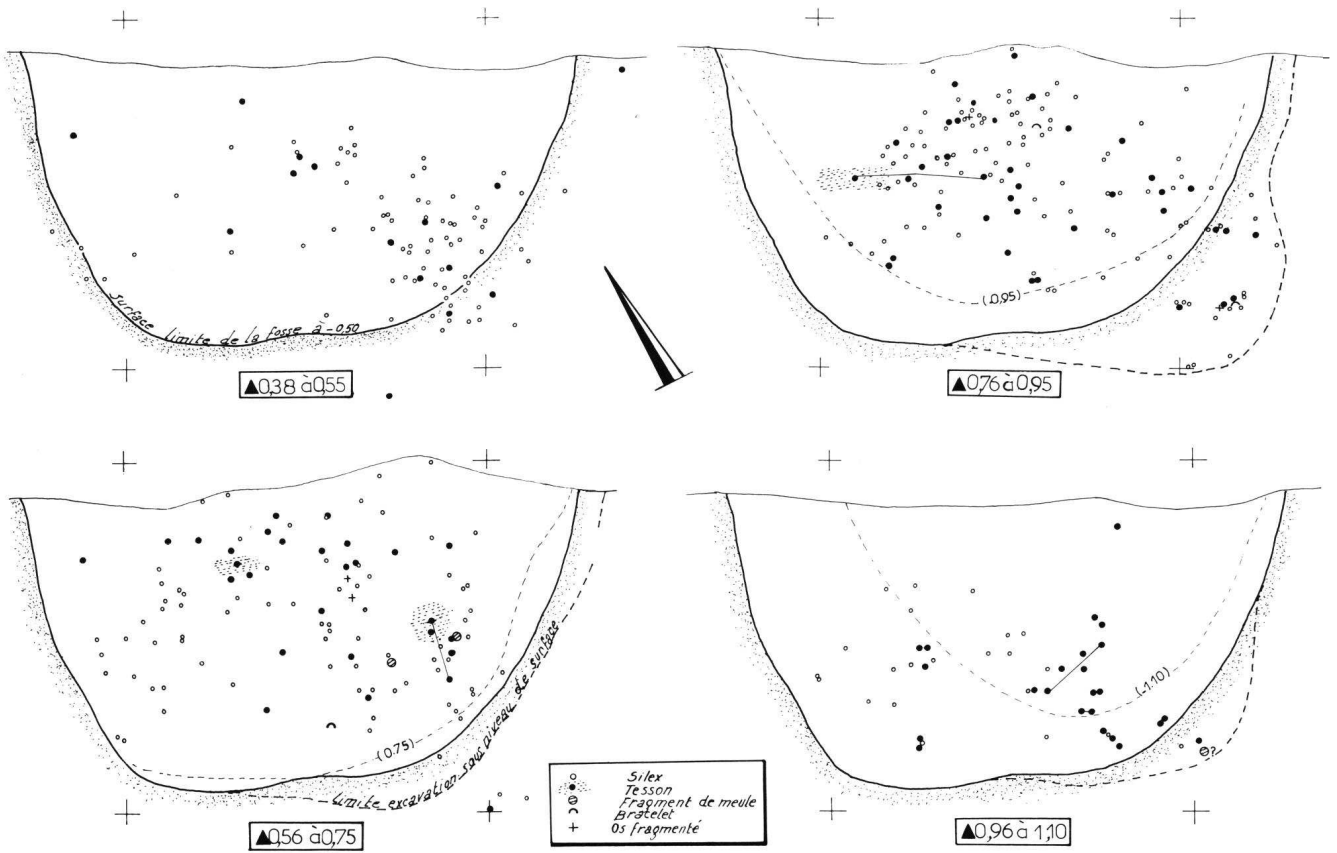 Surface limite de la fosse à -0.50
▲0,38 à 0,55
(0.95)
▲0,76 à 0,95
(0.75)
Limite excavation sous niveau de surface
▲0,56 à 0,75
(-1.10)
?
▲0,96 à 1,10
Silex
Tesson
Fragment de meule
Bratelet
Os fragmenté